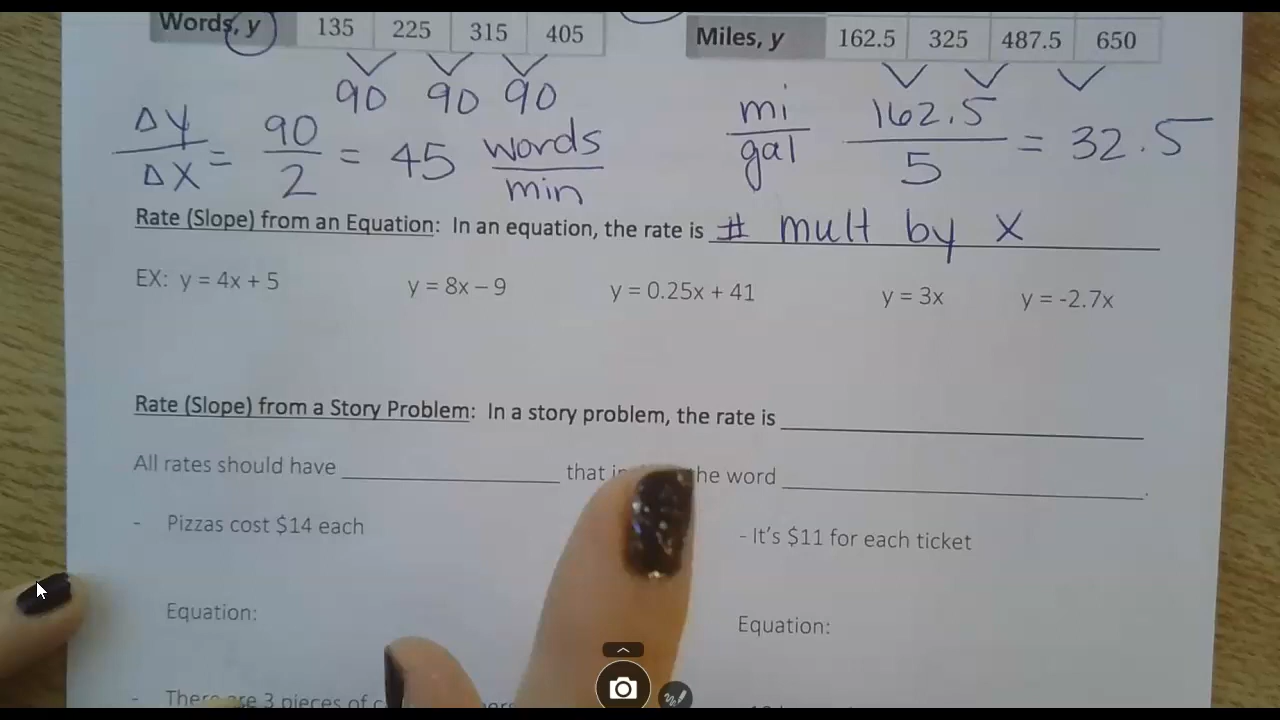 Words, y 135 225 315 405
Miles, y 162.5 325 487.5 650
90 90 90
Δy/Δx = 90/2 = 45 words/min
mi/gal 162.5/5 = 32.5
Rate (Slope) from an Equation: In an equation, the rate is # mult by x
EX: y = 4x + 5 y = 8x – 9 y = 0.25x + 41 y = 3x y = -2.7x
Rate (Slope) from a Story Problem: In a story problem, the rate is
All rates should have that the word
- Pizzas cost $14 each
- It's $11 for each ticket
Equation:
Equation:
- There are 3 pieces of